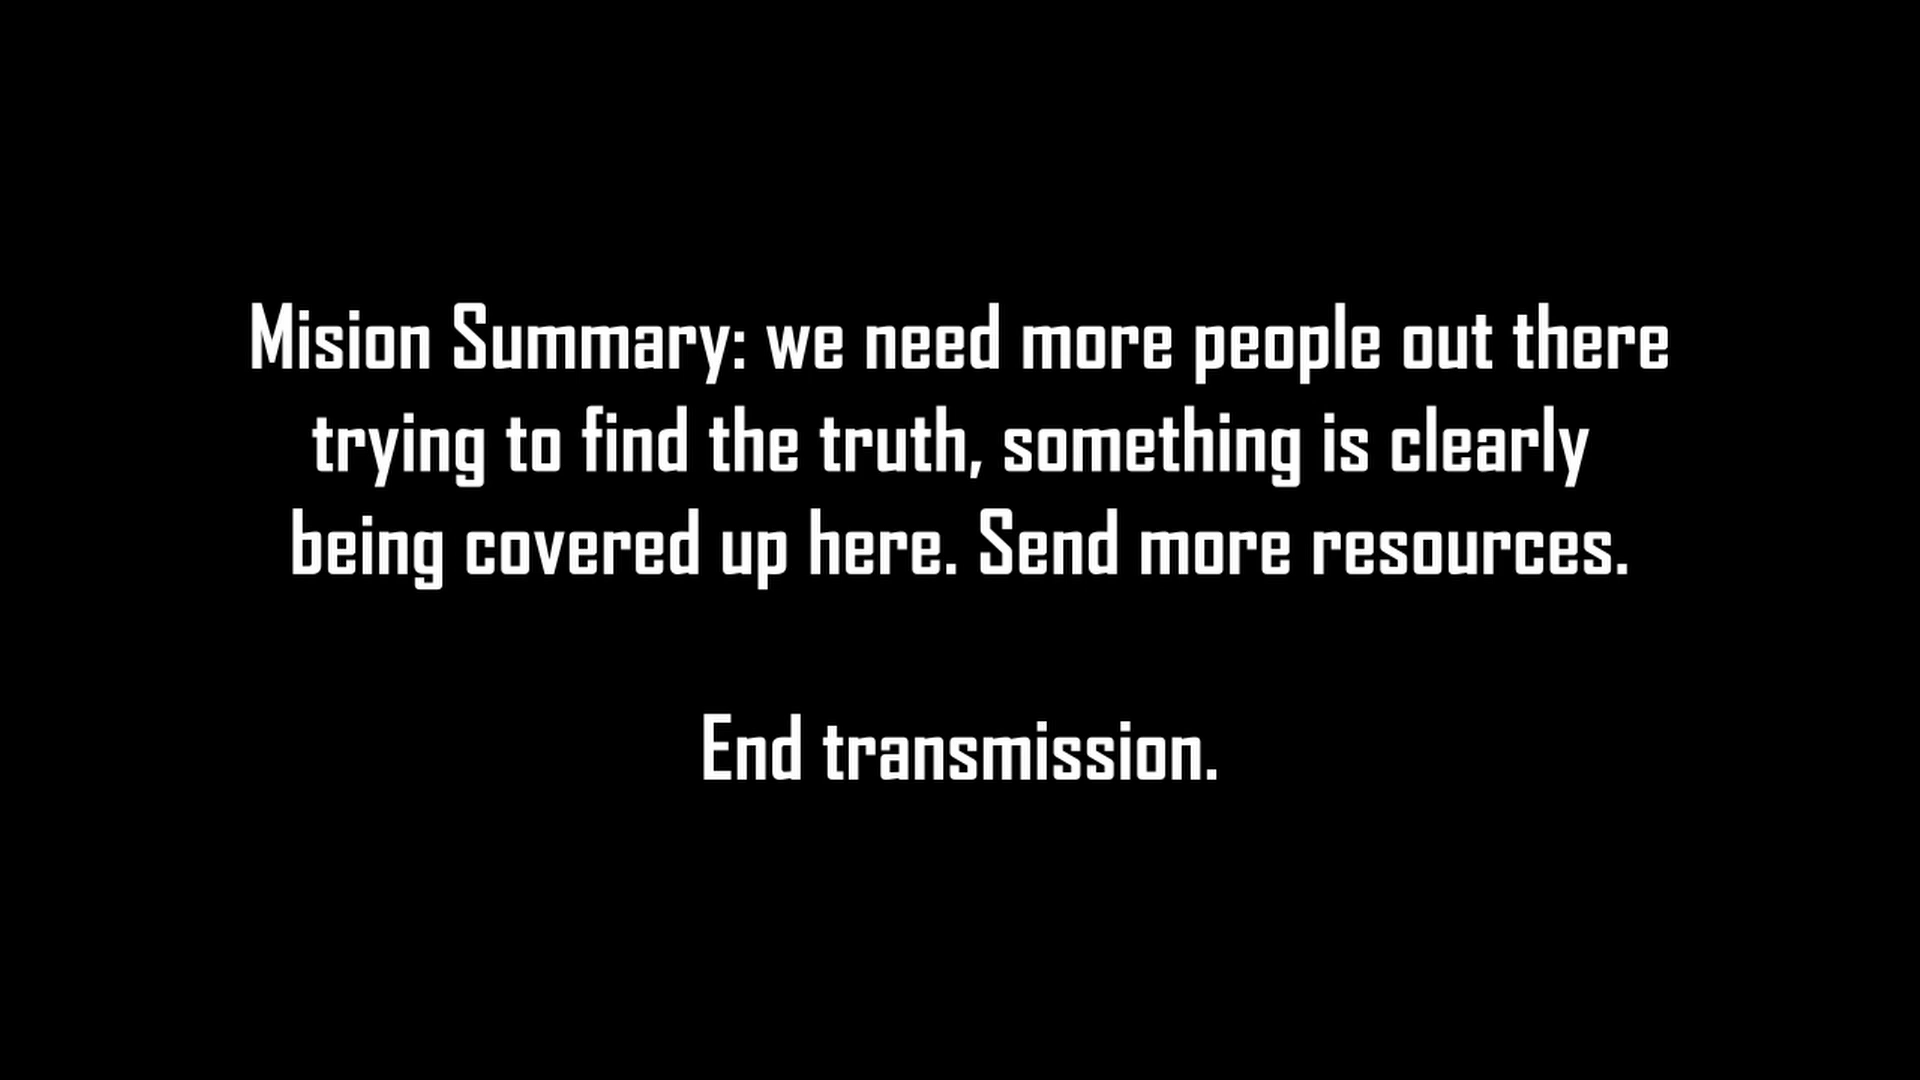 Mision Summary: we need more people out there
trying to find the truth, something is clearly
being covered up here. Send more resources.
End transmission.